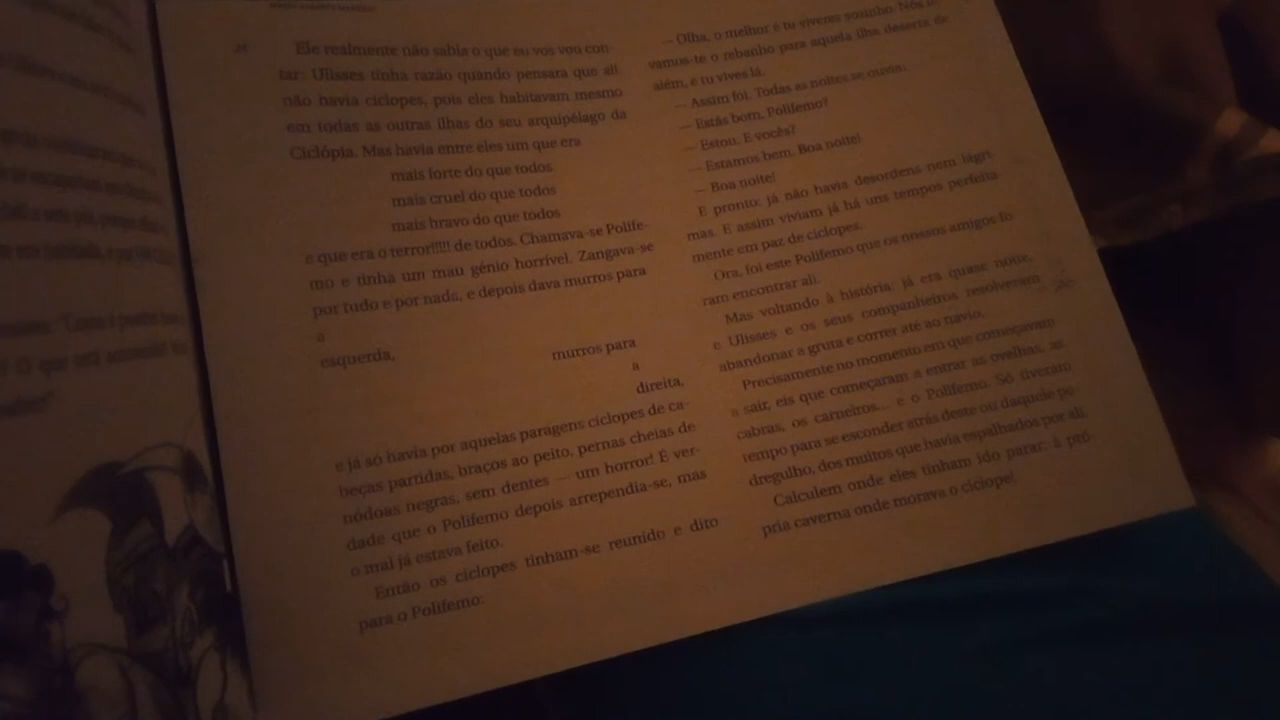 Ele realmente não sabia o que eu vos vou con-
tar: Ulisses tinha razão quando pensara que ali
não havia ciclopes, pois eles habitavam mesmo
em todas as outras ilhas do seu arquipélago da
Ciclópia. Mas havia entre eles um que era
mais forte do que todos
mais cruel do que todos
mais bravo do que todos
e que era o terror!!!!! de todos. Chamava-se Polife-
mo e tinha um mau génio horrível. Zangava-se
por tudo e por nada, e depois dava murros para
a
esquerda,
murros para
a
direita,
e já só havia por aquelas paragens ciclopes de ca-
beças partidas, braços ao peito, pernas cheias de
nódoas negras, sem dentes — um horror! É ver-
dade que o Polifemo depois arrependia-se, mas
o mal já estava feito.
Então os ciclopes tinham-se reunido e dito
para o Polifemo:
— Olha, o melhor é tu viveres sozinho. Nós le-
vamos-te o rebanho para aquela ilha deserta de
além, e tu vives lá.
— Assim foi. Todas as noites se ouvia:
— Estás bom, Polifemo?
— Estou. E vocês?
— Estamos bem. Boa noite!
— Boa noite!
E pronto: já não havia desordens nem lágri-
mas. E assim viviam já há uns tempos perfeita-
mente em paz de ciclopes.
Ora, foi este Polifemo que os nossos amigos fo-
ram encontrar ali.
Mas voltando à história: já era quase noite,
e Ulisses e os seus companheiros resolveram
abandonar a gruta e correr até ao navio.
Precisamente no momento em que começavam
a sair, eis que começaram a entrar as ovelhas, as
cabras, os carneiros... e o Polifemo. Só tiveram
tempo para se esconder atrás deste ou daquele pe-
dregulho, dos muitos que havia espalhados por ali.
Calculem onde eles tinham ido parar: à pró-
pria caverna onde morava o ciclope!